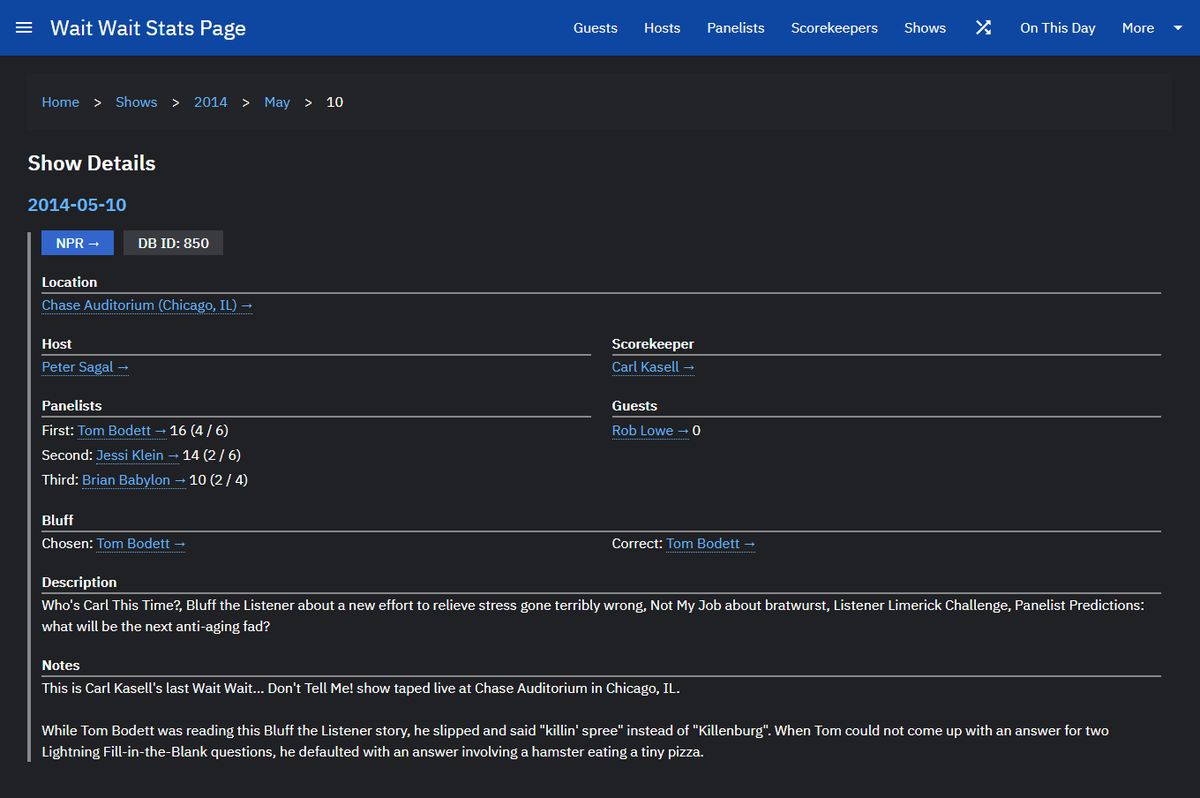 Wait Wait Stats Page
Guests Hosts Panelists Scorekeepers Shows On This Day More
Home > Shows > 2014 > May > 10
Show Details
2014-05-10
NPR → DB ID: 850
Location
Chase Auditorium (Chicago, IL) →
Host
Peter Sagal →
Scorekeeper
Carl Kasell →
Panelists
First: Tom Bodett → 16 (4 / 6)
Second: Jessi Klein → 14 (2 / 6)
Third: Brian Babylon → 10 (2 / 4)
Guests
Rob Lowe → 0
Bluff
Chosen: Tom Bodett →
Correct: Tom Bodett →
Description
Who's Carl This Time?, Bluff the Listener about a new effort to relieve stress gone terribly wrong, Not My Job about bratwurst, Listener Limerick Challenge, Panelist Predictions:
what will be the next anti-aging fad?
Notes
This is Carl Kasell's last Wait Wait... Don't Tell Me! show taped live at Chase Auditorium in Chicago, IL.
While Tom Bodett was reading this Bluff the Listener story, he slipped and said "killin' spree" instead of "Killenburg". When Tom could not come up with an answer for two
Lightning Fill-in-the-Blank questions, he defaulted with an answer involving a hamster eating a tiny pizza.